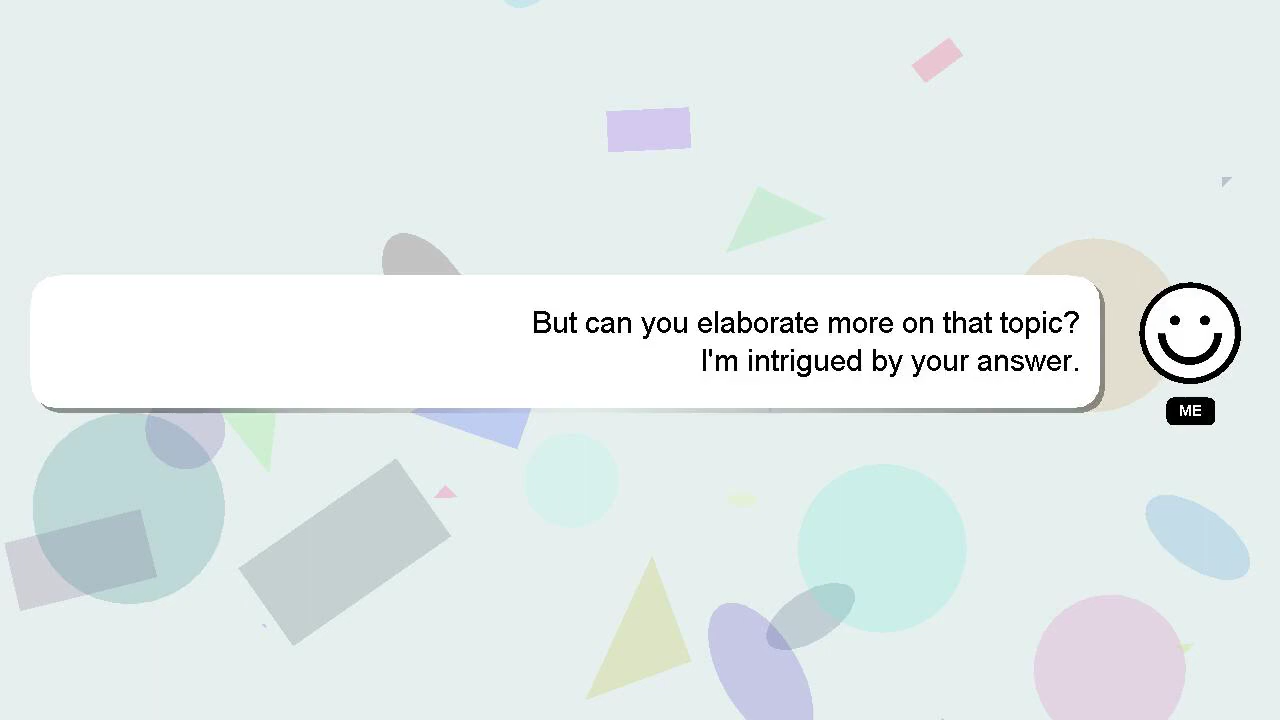 But can you elaborate more on that topic?
I'm intrigued by your answer.
ME